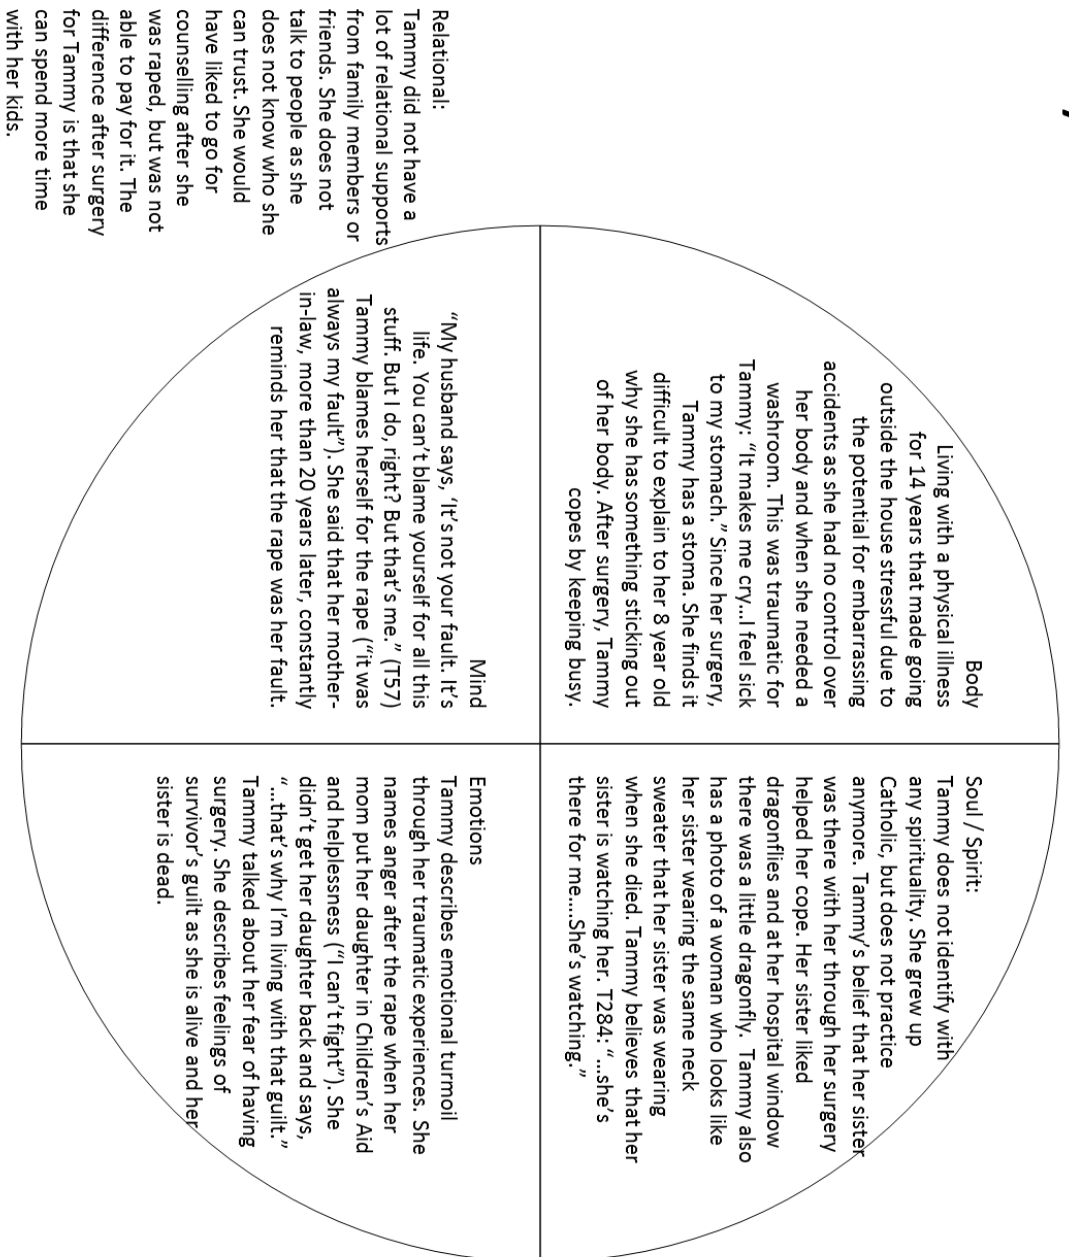 Body
Living with a physical illness
for 14 years that made going
outside the house stressful due to
the potential for embarrassing
accidents as she had no control over
her body and when she needed a
washroom. This was traumatic for
Tammy: “It makes me cry...I feel sick
to my stomach.” Since her surgery,
Tammy has a stoma. She finds it
difficult to explain to her 8 year old
why she has something sticking out
of her body. After surgery, Tammy
copes by keeping busy.
Soul / Spirit:
Tammy does not identify with
any spirituality. She grew up
Catholic, but does not practice
anymore. Tammy’s belief that her sister
was there with her through her surgery
helped her cope. Her sister liked
dragonflies and at her hospital window
there was a little dragonfly. Tammy also
has a photo of a woman who looks like
her sister wearing the same neck
sweater that her sister was wearing
when she died. Tammy believes that her
sister is watching her. T284: “...she’s
there for me....She’s watching.”
Mind
“My husband says, ‘It’s not your fault. It’s
life. You can’t blame yourself for all this
stuff. But I do, right? But that’s me.” (T57)
Tammy blames herself for the rape (“it was
always my fault”). She said that her mother-
in-law, more than 20 years later, constantly
reminds her that the rape was her fault.
Emotions
Tammy describes emotional turmoil
through her traumatic experiences. She
names anger after the rape when her
mom put her daughter in Children’s Aid
and helplessness (“I can’t fight”). She
didn’t get her daughter back and says,
“...that’s why I’m living with that guilt.”
Tammy talked about her fear of having
surgery. She describes feelings of
survivor’s guilt as she is alive and her
sister is dead.
Relational:
Tammy did not have a
lot of relational supports
from family members or
friends. She does not
talk to people as she
does not know who she
can trust. She would
have liked to go for
counselling after she
was raped, but was not
able to pay for it. The
difference after surgery
for Tammy is that she
can spend more time
with her kids.